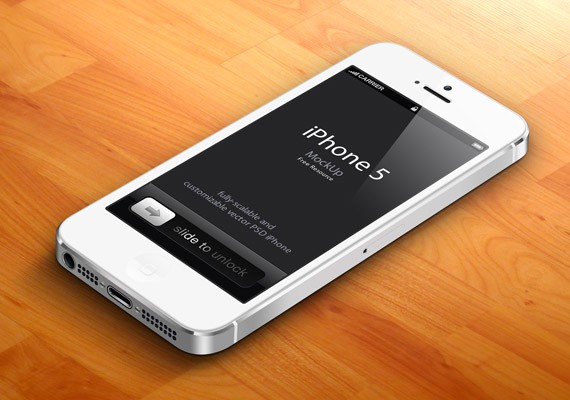 CARRIER
iPhone 5
MockUp
Free Resource
fully-scalable and
customizable vector PSD iPhone
slide to unlock